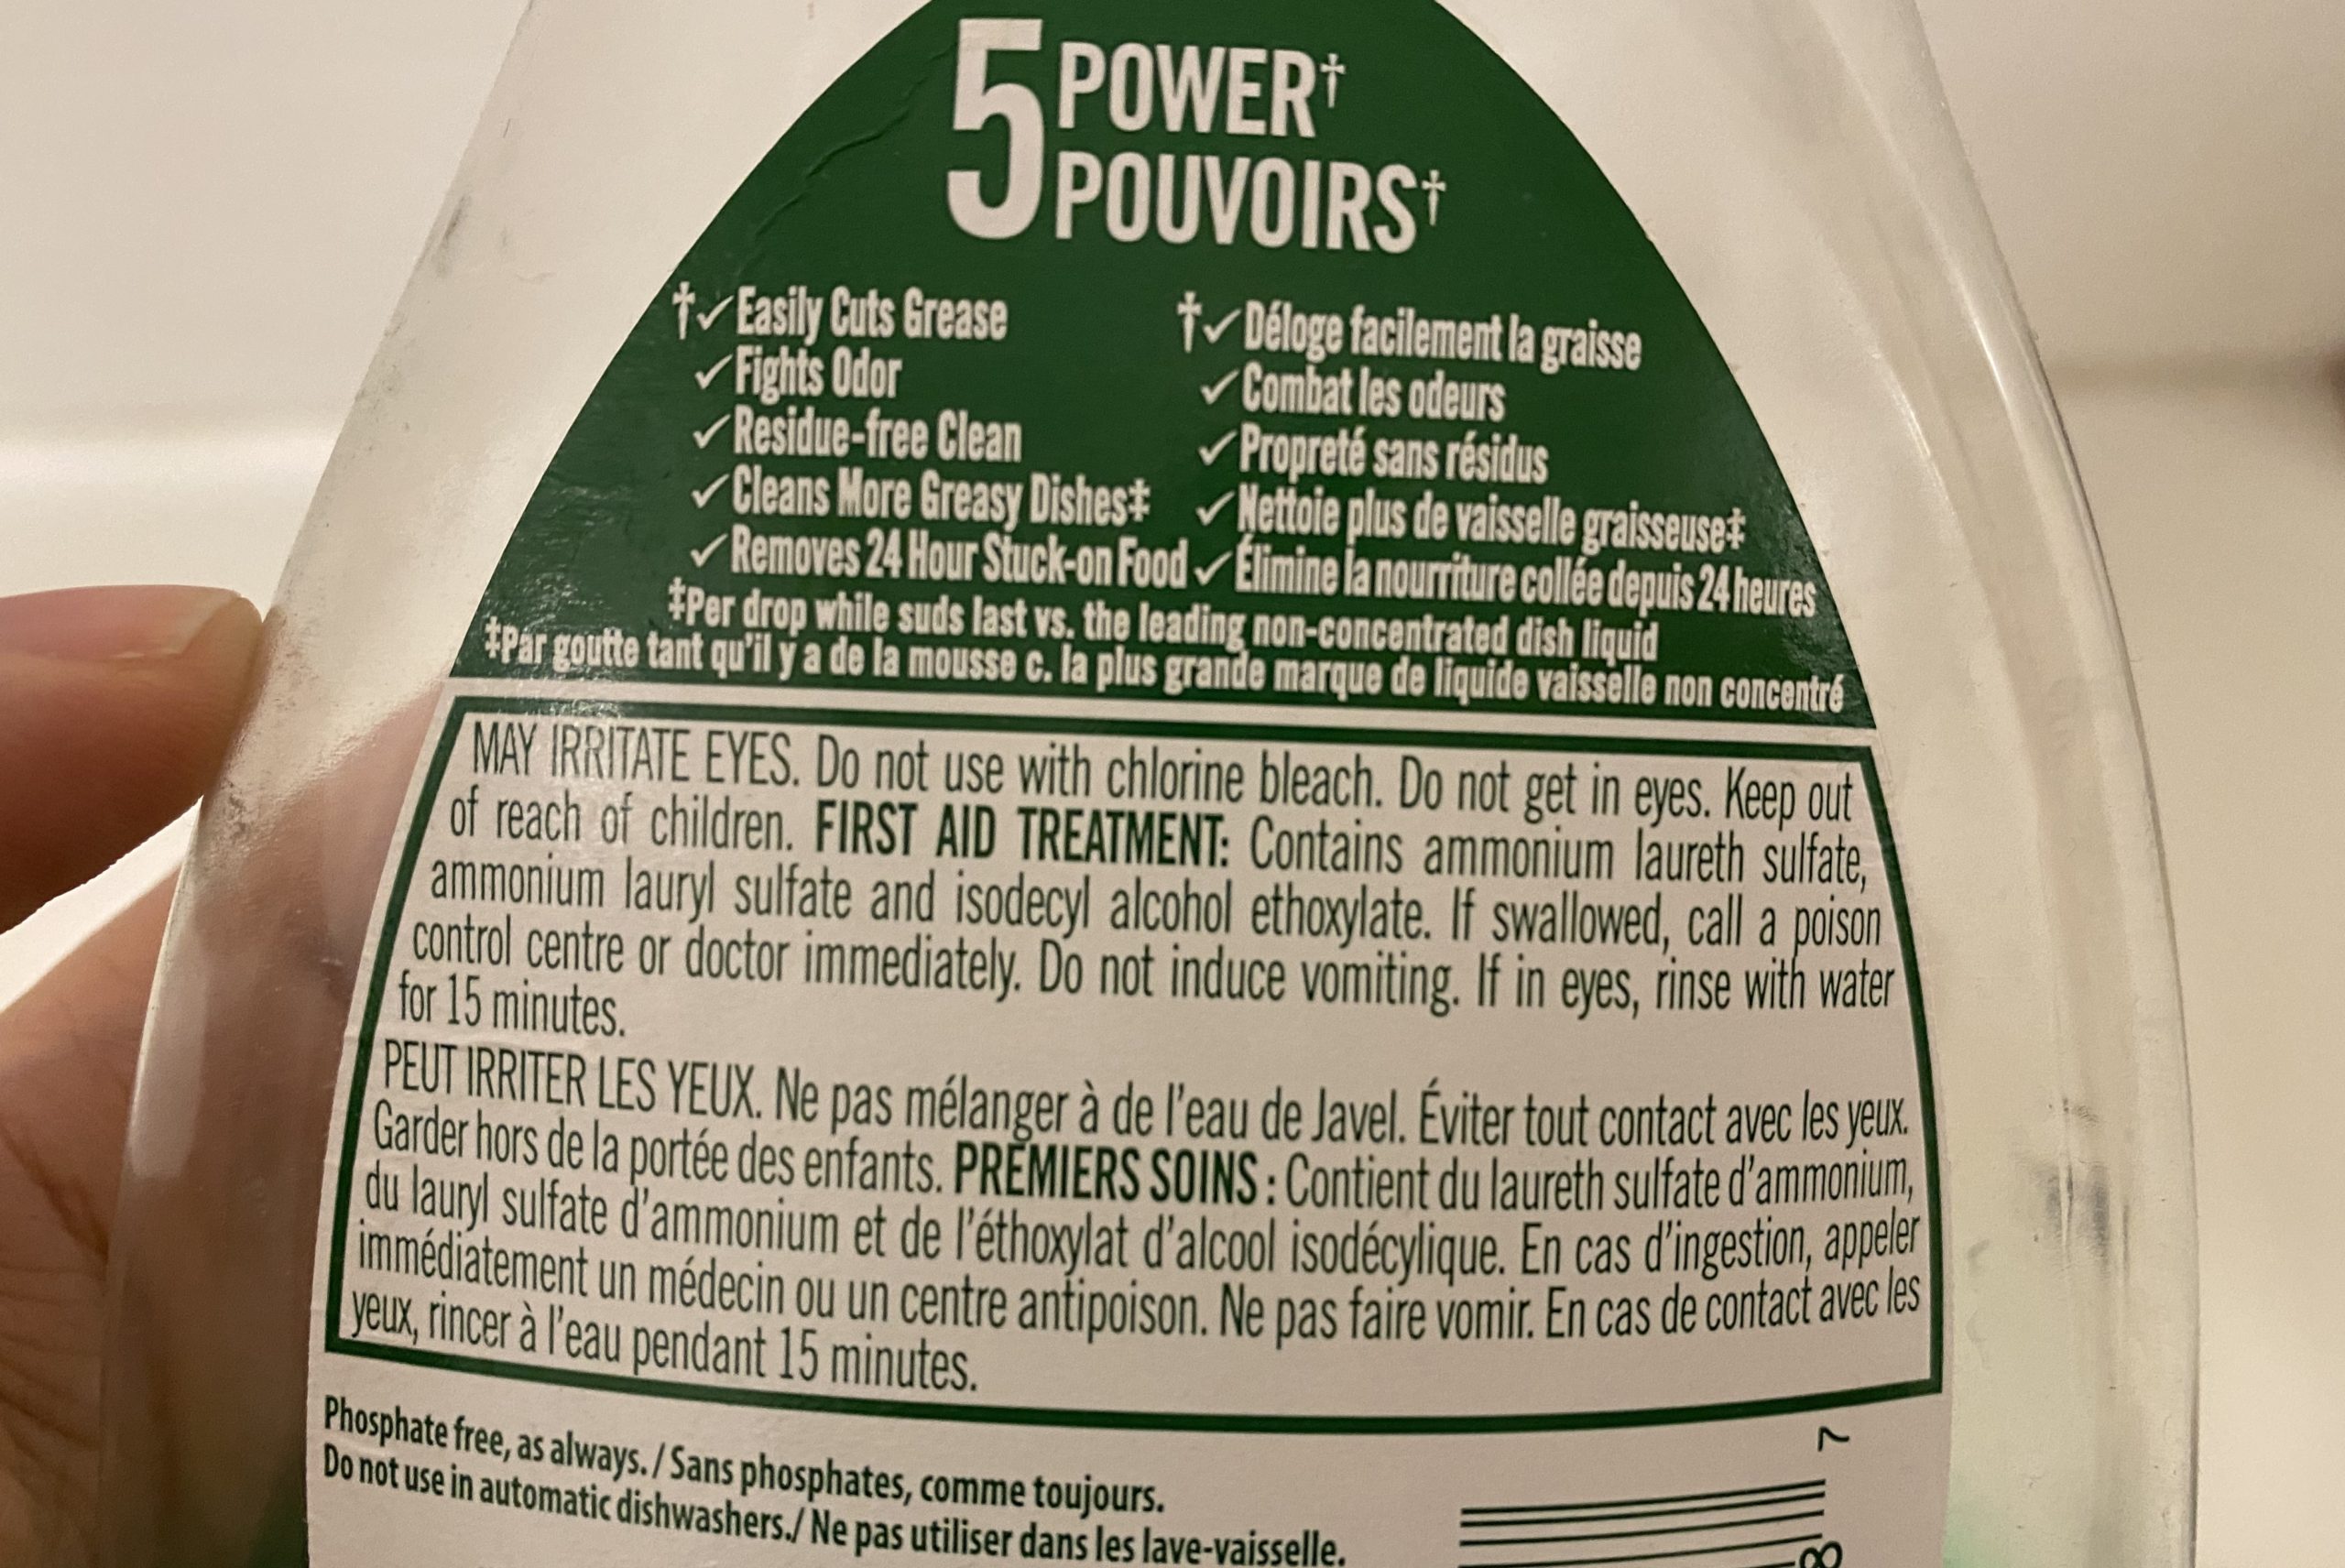 5 POWER†
POUVOIRS†
†✓Easily Cuts Grease
✓Fights Odor
✓Residue-free Clean
✓Cleans More Greasy Dishes‡
✓Removes 24 Hour Stuck-on Food
†✓Déloge facilement la graisse
✓Combat les odeurs
✓Propreté sans résidus
✓Nettoie plus de vaisselle graisseuse‡
✓Élimine la nourriture collée depuis 24 heures
‡Per drop while suds last vs. the leading non-concentrated dish liquid
‡Par goutte tant qu'il y a de la mousse c. la plus grande marque de liquide vaisselle non concentré
MAY IRRITATE EYES. Do not use with chlorine bleach. Do not get in eyes. Keep out
of reach of children. FIRST AID TREATMENT: Contains ammonium laureth sulfate,
ammonium lauryl sulfate and isodecyl alcohol ethoxylate. If swallowed, call a poison
control centre or doctor immediately. Do not induce vomiting. If in eyes, rinse with water
for 15 minutes.
PEUT IRRITER LES YEUX. Ne pas mélanger à de l'eau de Javel. Éviter tout contact avec les yeux.
Garder hors de la portée des enfants. PREMIERS SOINS : Contient du laureth sulfate d'ammonium,
du lauryl sulfate d'ammonium et de l'éthoxylat d'alcool isodécylique. En cas d'ingestion, appeler
immédiatement un médecin ou un centre antipoison. Ne pas faire vomir. En cas de contact avec les
yeux, rincer à l'eau pendant 15 minutes.
Phosphate free, as always. / Sans phosphates, comme toujours.
Do not use in automatic dishwashers./ Ne pas utiliser dans les lave-vaisselle.
7
8